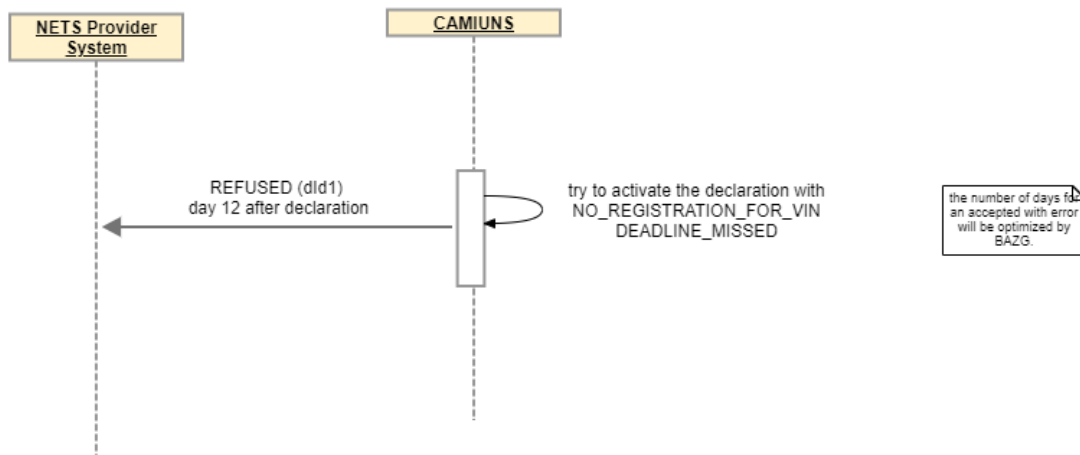 NETS Provider
System
CAMIUNS
REFUSED (dId1)
day 12 after declaration
try to activate the declaration with
NO_REGISTRATION_FOR_VIN
DEADLINE_MISSED
the number of days for
an accepted with error
will be optimized by
BAZG.